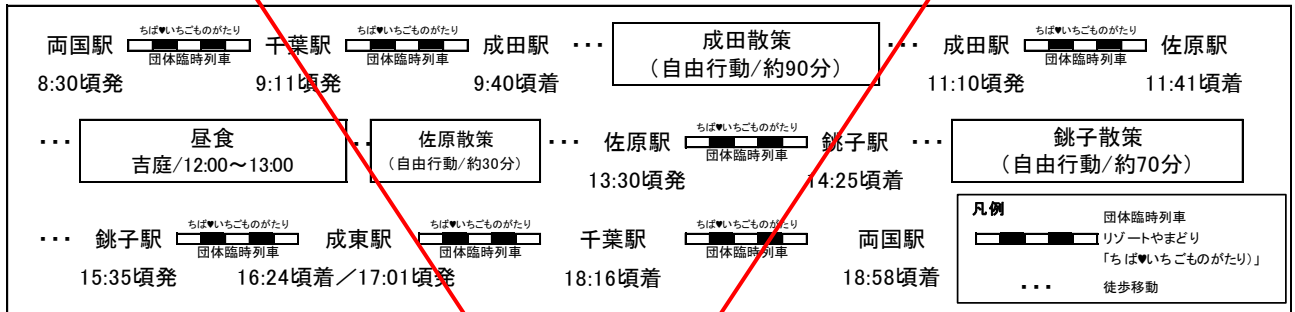 ちば♥いちごものがたり ちば♥いちごものがたり ちば♥いちごものがたり
両国駅 千葉駅 成田駅 ・・・ 成田散策 ・・・ 成田駅 佐原駅
団体臨時列車 団体臨時列車 (自由行動/約90分) 団体臨時列車
8:30頃発 9:11頃発 9:40頃着 11:10頃発 11:41頃着
・・・ 昼食 ・・ 佐原散策 ・・・ 佐原駅 ちば♥いちごものがたり 銚子駅 ・・・ 銚子散策
吉庭/12:00~13:00 (自由行動/約30分) 団体臨時列車 (自由行動/約70分)
13:30頃発 14:25頃着
ちば♥いちごものがたり ちば♥いちごものがたり ちば♥いちごものがたり
・・・ 銚子駅 成東駅 千葉駅 両国駅
団体臨時列車 団体臨時列車 団体臨時列車
15:35頃発 16:24頃着/17:01頃発 18:16頃着 18:58頃着
凡例
団体臨時列車
リゾートやまどり
「ちば♥いちごものがたり)」
・・・ 徒歩移動